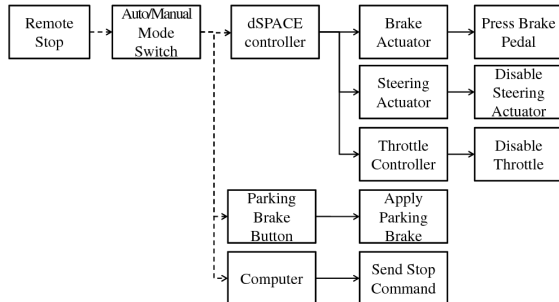 Remote
Stop
Auto/Manual
Mode
Switch
dSPACE
controller
Brake
Actuator
Press Brake
Pedal
Steering
Actuator
Disable
Steering
Actuator
Throttle
Controller
Disable
Throttle
Parking
Brake
Button
Apply
Parking
Brake
Computer
Send Stop
Command